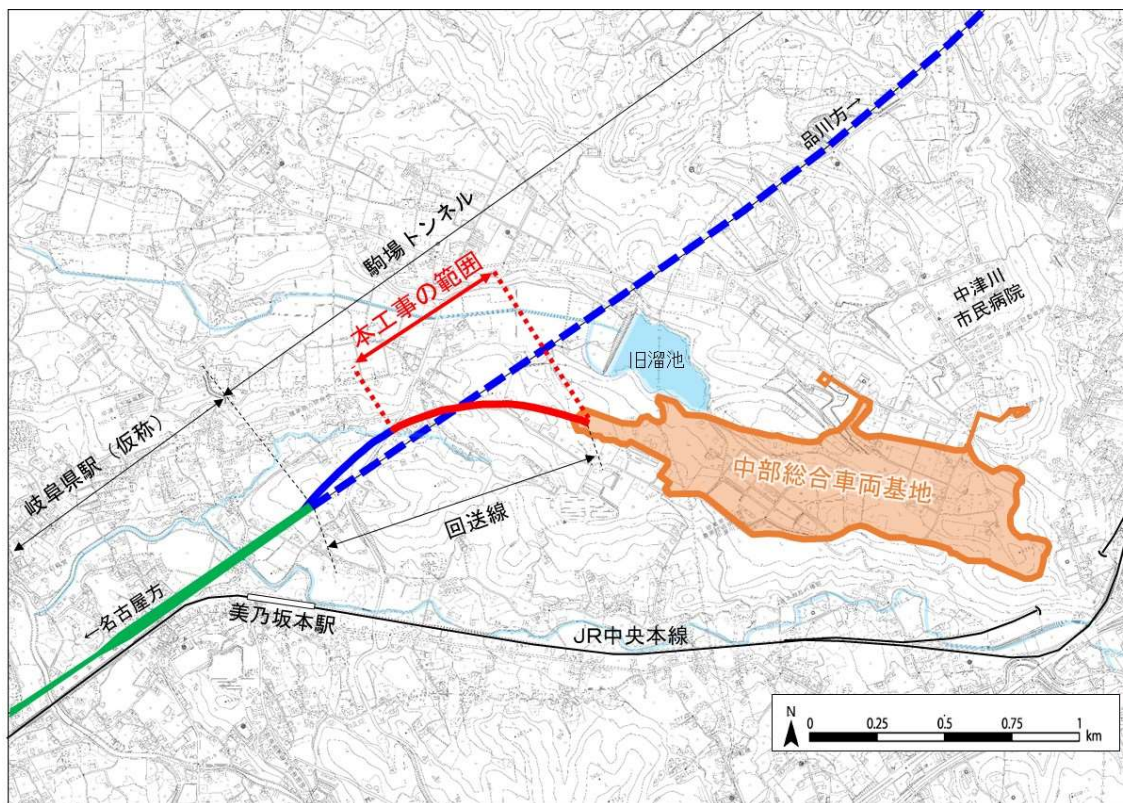 品川方→
駒場トンネル
本工事の範囲
中津川
市民病院
旧溜池
岐阜県駅（仮称）
中部総合車両基地
回送線
←名古屋方
美乃坂本駅
JR中央本線
N
0 0.25 0.5 0.75 1
km